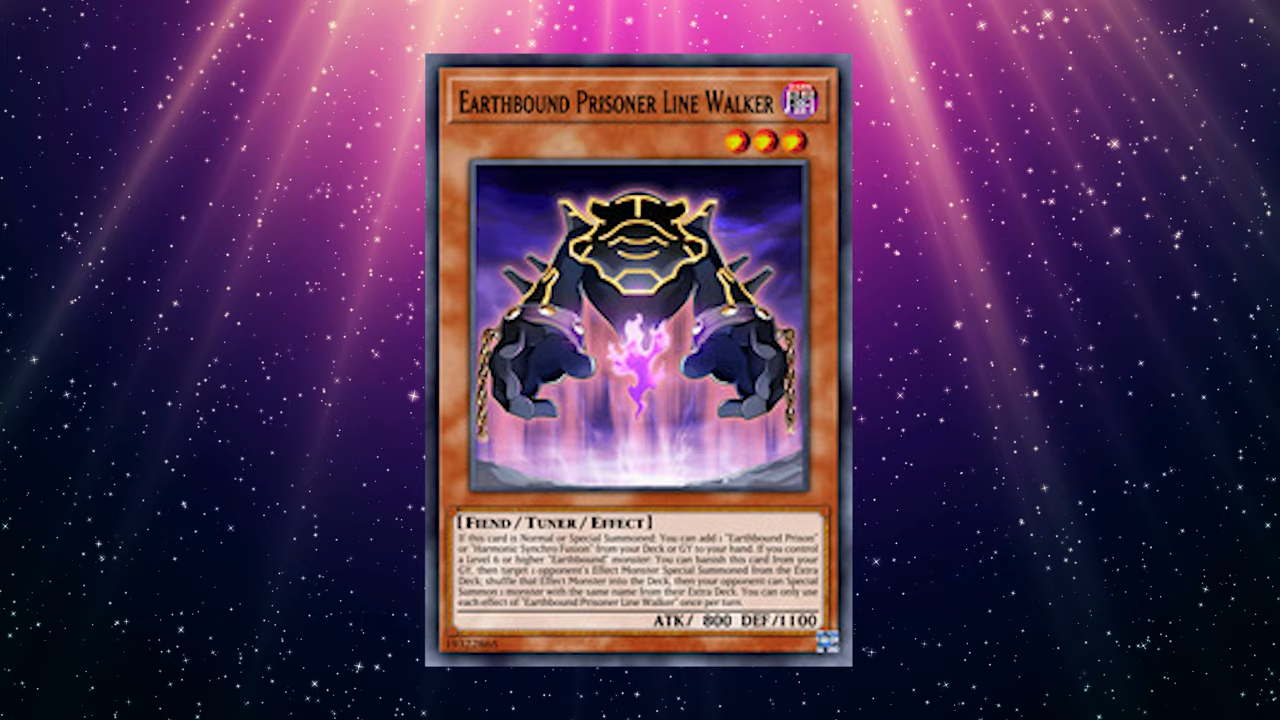 EARTHBOUND PRISONER LINE WALKER
[FIEND / TUNER / EFFECT]
If this card is Normal or Special Summoned: You can add 1 "Earthbound Prison"
or "Harmonic Synchro Fusion" from your Deck or GY to your hand. If you control
a Level 6 or higher "Earthbound" monster: You can banish this card from your
GY, then target 1 opponent's Effect Monster Special Summoned from the Extra
Deck; shuffle that Effect Monster into the Deck, then your opponent can Special
Summon 1 monster with the same name from their Extra Deck. You can only use
each effect of "Earthbound Prisoner Line Walker" once per turn.
ATK/ 800 DEF/1100